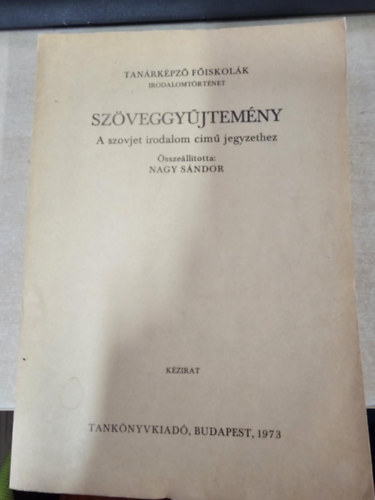 TANÁRKÉPZŐ FŐISKOLÁK
IRODALOMTÖRTÉNET
SZÖVEGGYŰJTEMÉNY
A szovjet irodalom című jegyzethez
Összeállította:
NAGY SÁNDOR
KÉZIRAT
TANKÖNYVKIADÓ, BUDAPEST, 1973